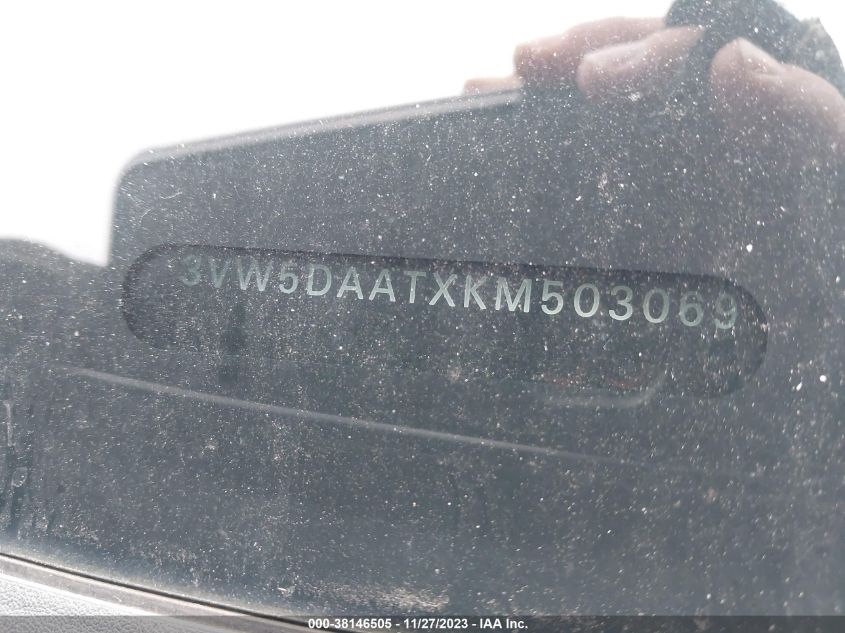 3VW5DAATXKM503069
000-38146505 - 11/27/2023 - IAA Inc.